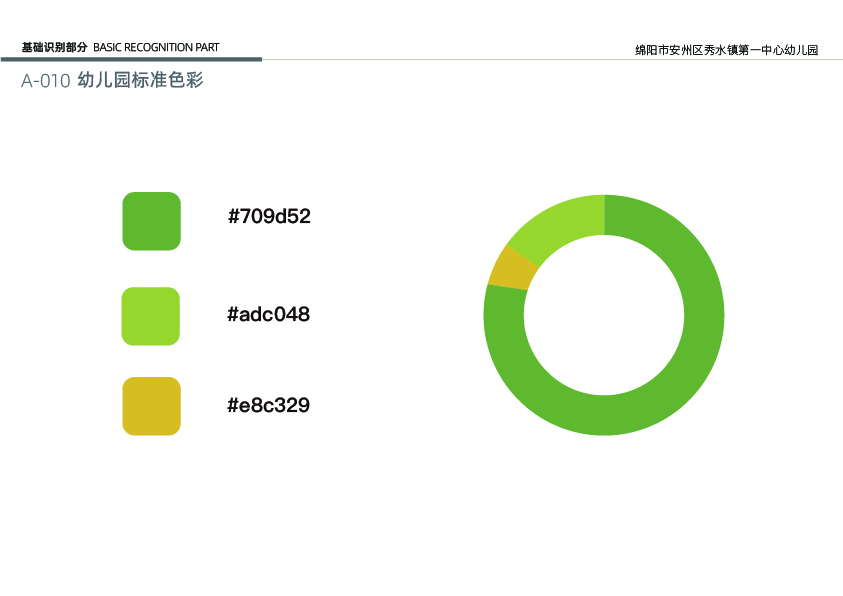 基础识别部分 BASIC RECOGNITION PART
绵阳市安州区秀水镇第一中心幼儿园
A-010 幼儿园标准色彩
#709d52
#adc048
#e8c329